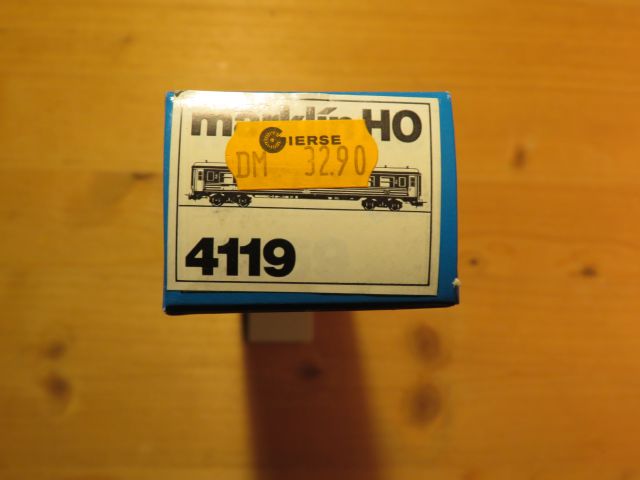 märklin HO
GIERSE
DM 32.90
4119